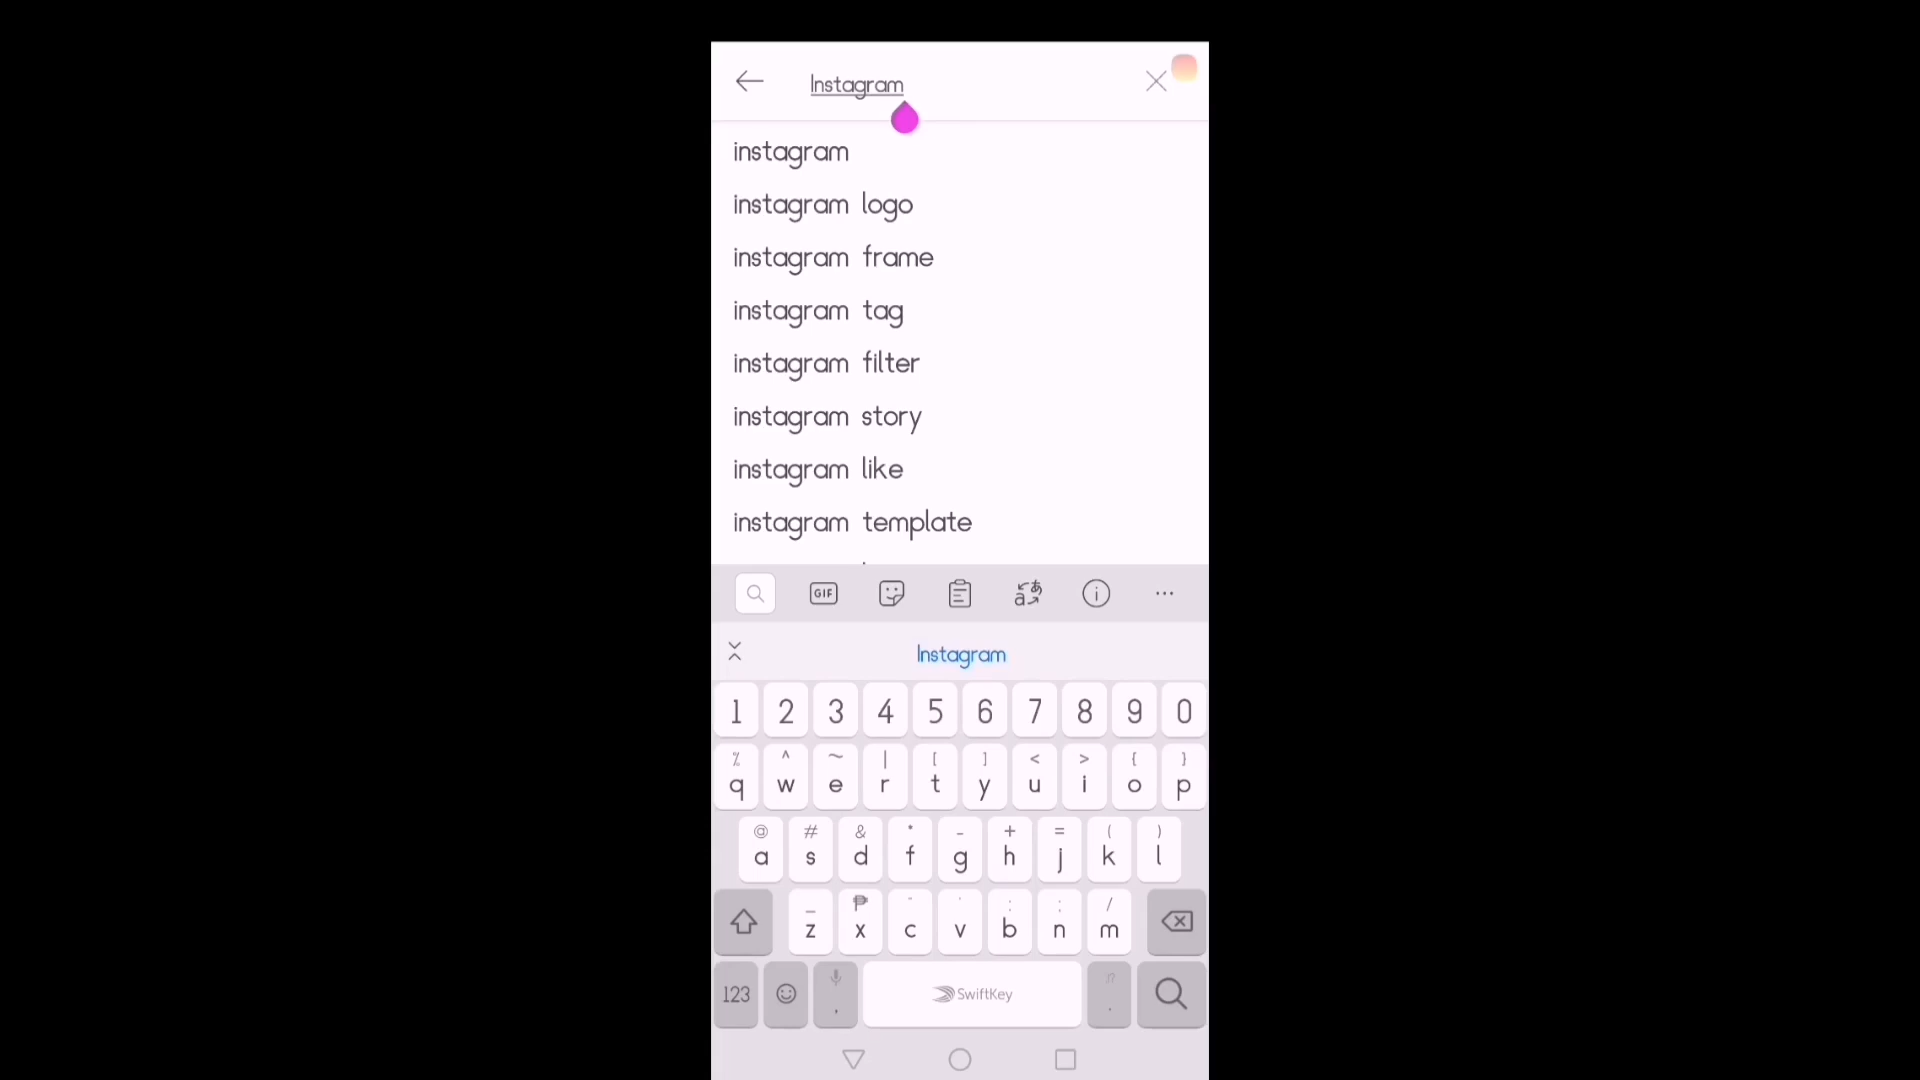 Instagram
instagram
instagram logo
instagram frame
instagram tag
instagram filter
instagram story
instagram like
instagram template
GIF
Instagram
1 2 3 4 5 6 7 8 9 0
% ^ ~ | [ ] < > { }
q w e r t y u i o p
@ # & * - + = ( )
a s d f g h j k l
_ ₱ " ' : ; /
z x c v b n m
123 , SwiftKey .